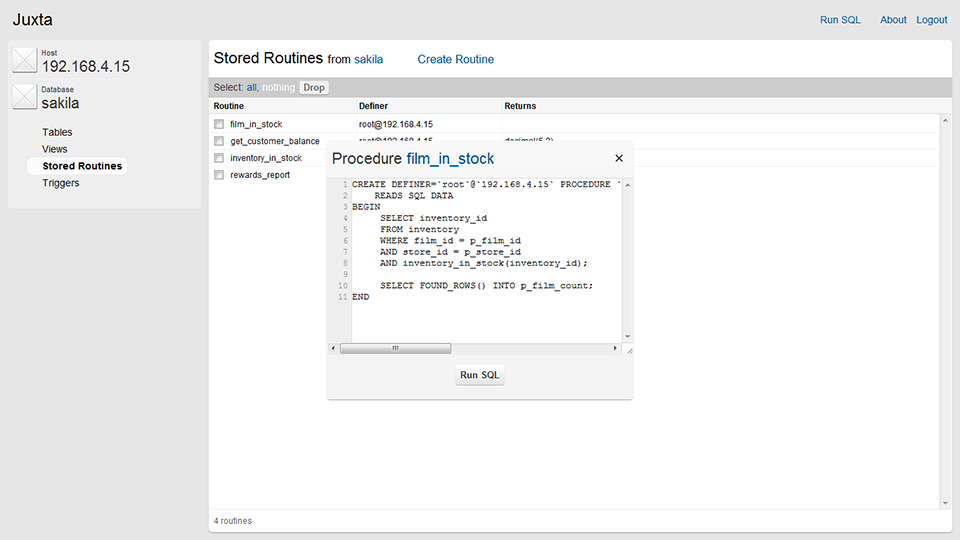 Juxta
Run SQL About Logout
Host
192.168.4.15
Database
sakila
Tables
Views
Stored Routines
Triggers
Stored Routines from sakila Create Routine
Select: all, nothing Drop
Routine Definer Returns
film_in_stock root@192.168.4.15
get_customer_balance root@192.168.4.15 decimal(5,2)
inventory_in_stock
rewards_report
Procedure film_in_stock ×
1 CREATE DEFINER=`root`@`192.168.4.15` PROCEDURE `
2 READS SQL DATA
3 BEGIN
4 SELECT inventory_id
5 FROM inventory
6 WHERE film_id = p_film_id
7 AND store_id = p_store_id
8 AND inventory_in_stock(inventory_id);
9
10 SELECT FOUND_ROWS() INTO p_film_count;
11 END
Run SQL
4 routines